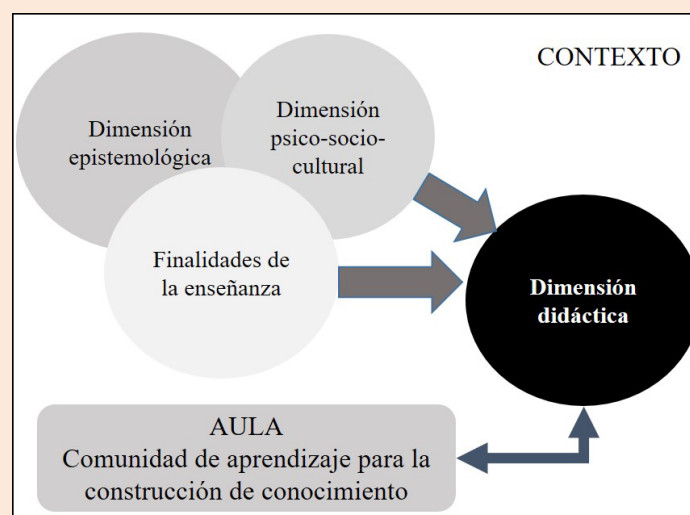 CONTEXTO
Dimensión
epistemológica
Dimensión
psico-socio-
cultural
Finalidades de
la enseñanza
Dimensión
didáctica
AULA
Comunidad de aprendizaje para la
construcción de conocimiento